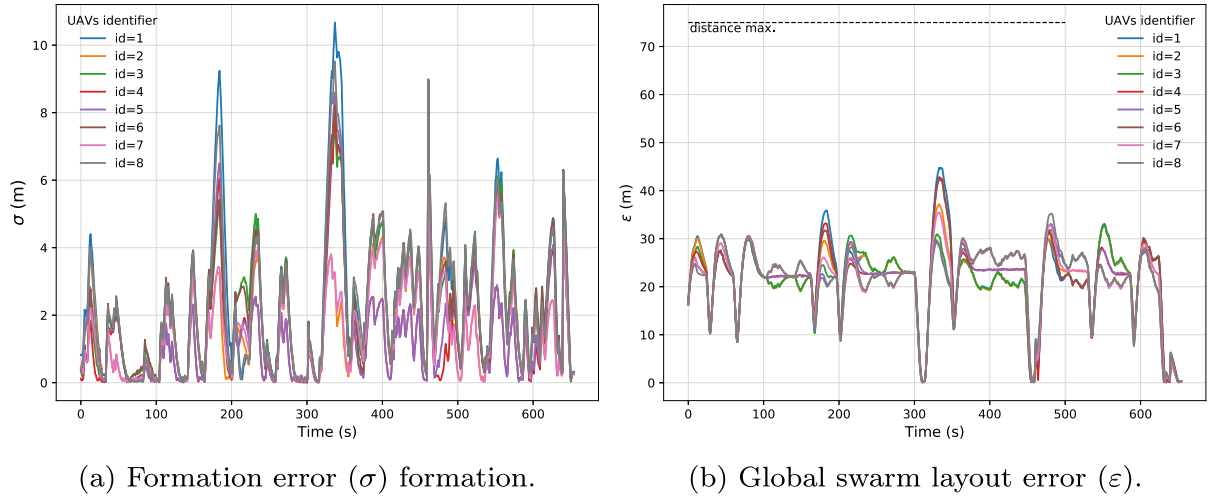 UAVs identifier
id=1
id=2
id=3
id=4
id=5
id=6
id=7
id=8
10
8
6
4
2
0
σ (m)
0 100 200 300 400 500 600
Time (s)
(a) Formation error (σ) formation.
distance max.
UAVs identifier
id=1
id=2
id=3
id=4
id=5
id=6
id=7
id=8
70
60
50
40
30
20
10
0
ε (m)
0 100 200 300 400 500 600
Time (s)
(b) Global swarm layout error (ε).